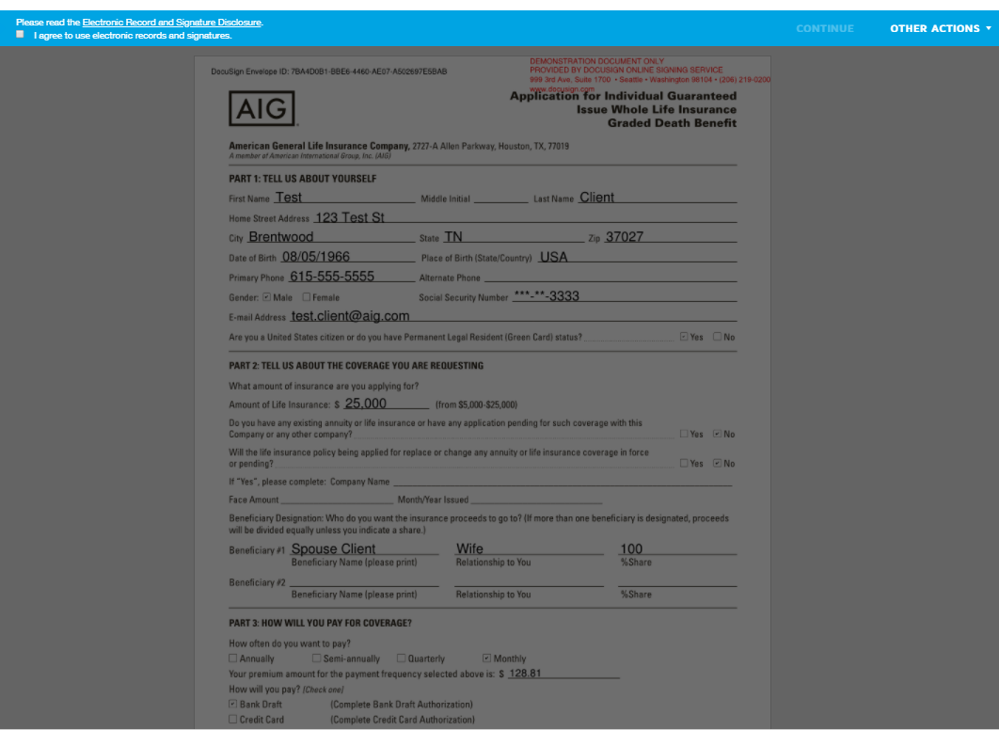 Please read the Electronic Record and Signature Disclosure.
I agree to use electronic records and signatures.
CONTINUE OTHER ACTIONS
DocuSign Envelope ID: 7BA4D0B1-BBE6-4460-AE07-A502697E5BAB
DEMONSTRATION DOCUMENT ONLY
PROVIDED BY DOCUSIGN ONLINE SIGNING SERVICE
999 3rd Ave, Suite 1700 • Seattle • Washington 98104 • (206) 219-0200
www.docusign.com
AIG
Application for Individual Guaranteed
Issue Whole Life Insurance
Graded Death Benefit
American General Life Insurance Company, 2727-A Allen Parkway, Houston, TX, 77019
A member of American International Group, Inc. (AIG)
PART 1: TELL US ABOUT YOURSELF
First Name Test Middle Initial Last Name Client
Home Street Address 123 Test St
City Brentwood State TN Zip 37027
Date of Birth 08/05/1966 Place of Birth (State/Country) USA
Primary Phone 615-555-5555 Alternate Phone
Gender: Male Female Social Security Number ***-**-3333
E-mail Address test.client@aig.com
Are you a United States citizen or do you have Permanent Legal Resident (Green Card) status? Yes No
PART 2: TELL US ABOUT THE COVERAGE YOU ARE REQUESTING
What amount of insurance are you applying for?
Amount of Life Insurance: $ 25,000 (from $5,000-$25,000)
Do you have any existing annuity or life insurance or have any application pending for such coverage with this
Company or any other company? Yes No
Will the life insurance policy being applied for replace or change any annuity or life insurance coverage in force
or pending? Yes No
If "Yes", please complete: Company Name
Face Amount Month/Year Issued
Beneficiary Designation: Who do you want the insurance proceeds to go to? (If more than one beneficiary is designated, proceeds
will be divided equally unless you indicate a share.)
Beneficiary #1 Spouse Client Wife 100
Beneficiary Name (please print) Relationship to You %Share
Beneficiary #2
Beneficiary Name (please print) Relationship to You %Share
PART 3: HOW WILL YOU PAY FOR COVERAGE?
How often do you want to pay?
Annually Semi-annually Quarterly Monthly
Your premium amount for the payment frequency selected above is: $ 128.81
How will you pay? (Check one)
Bank Draft (Complete Bank Draft Authorization)
Credit Card (Complete Credit Card Authorization)